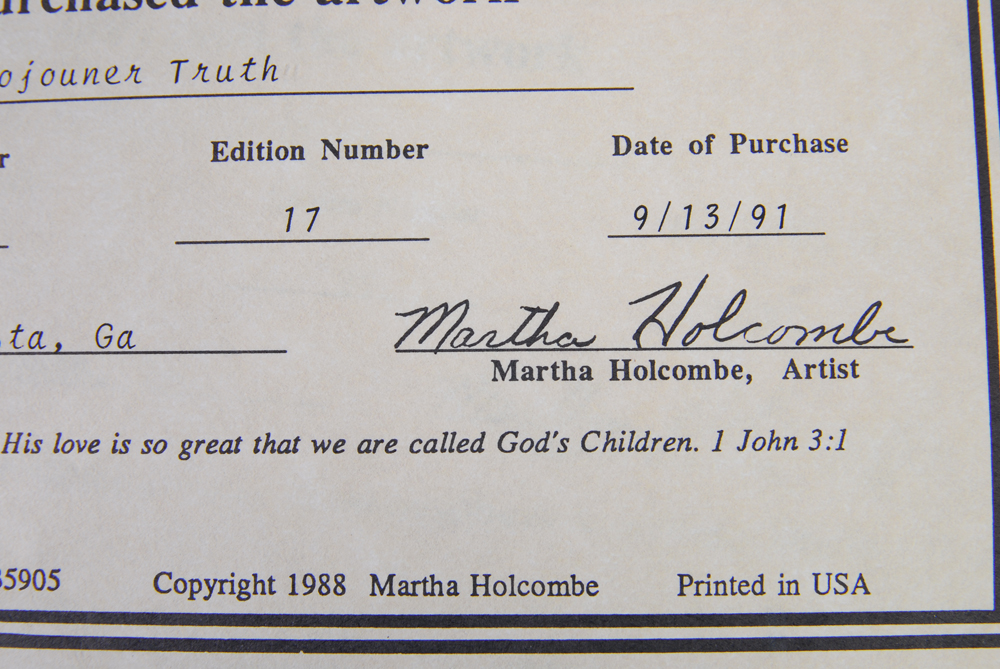 the artwork
Truth
Edition Number Date of Purchase
17 9/13/91
ta, Ga
Martha Holcombe
Martha Holcombe, Artist
His love is so great that we are called God's Children. 1 John 3:1
5905 Copyright 1988 Martha Holcombe Printed in USA